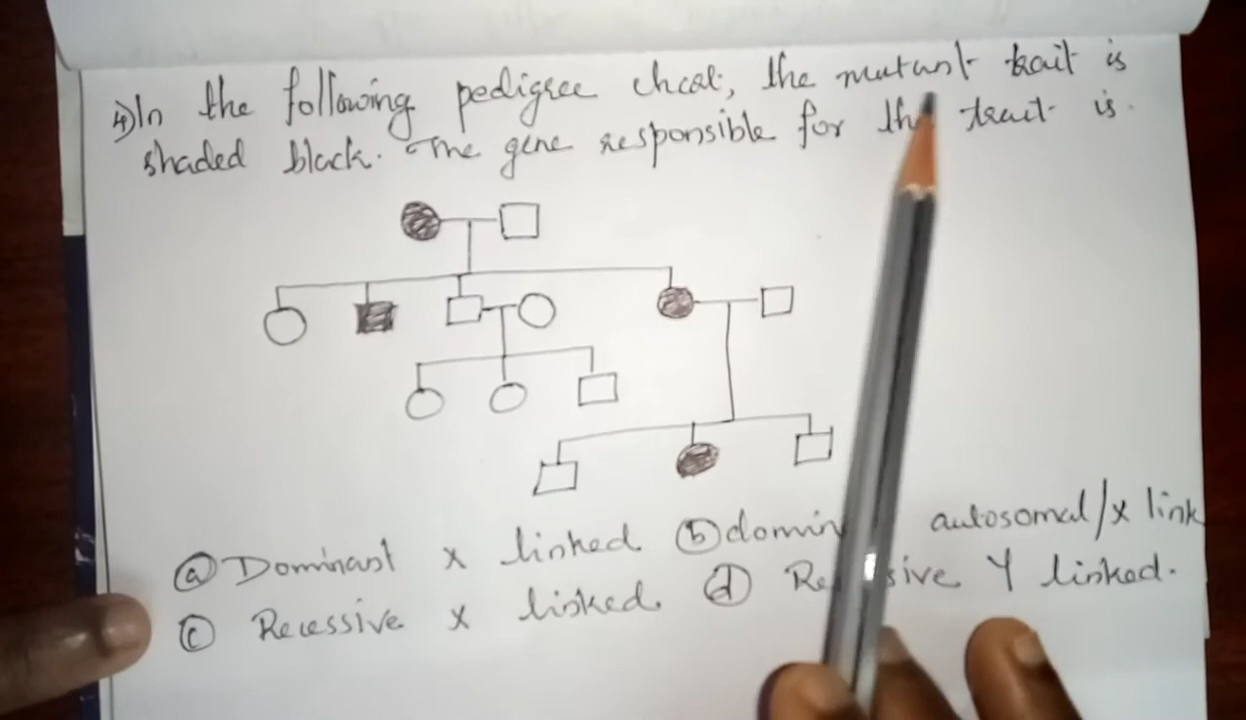 4) In the following pedigree chcat, the mutant trait is
shaded black. The gene responsible for the trait is.
ⓐ Dominant X linked ⓑ domin autosomal/x link
ⓒ Recessive X linked. ⓓ Re sive Y linked.